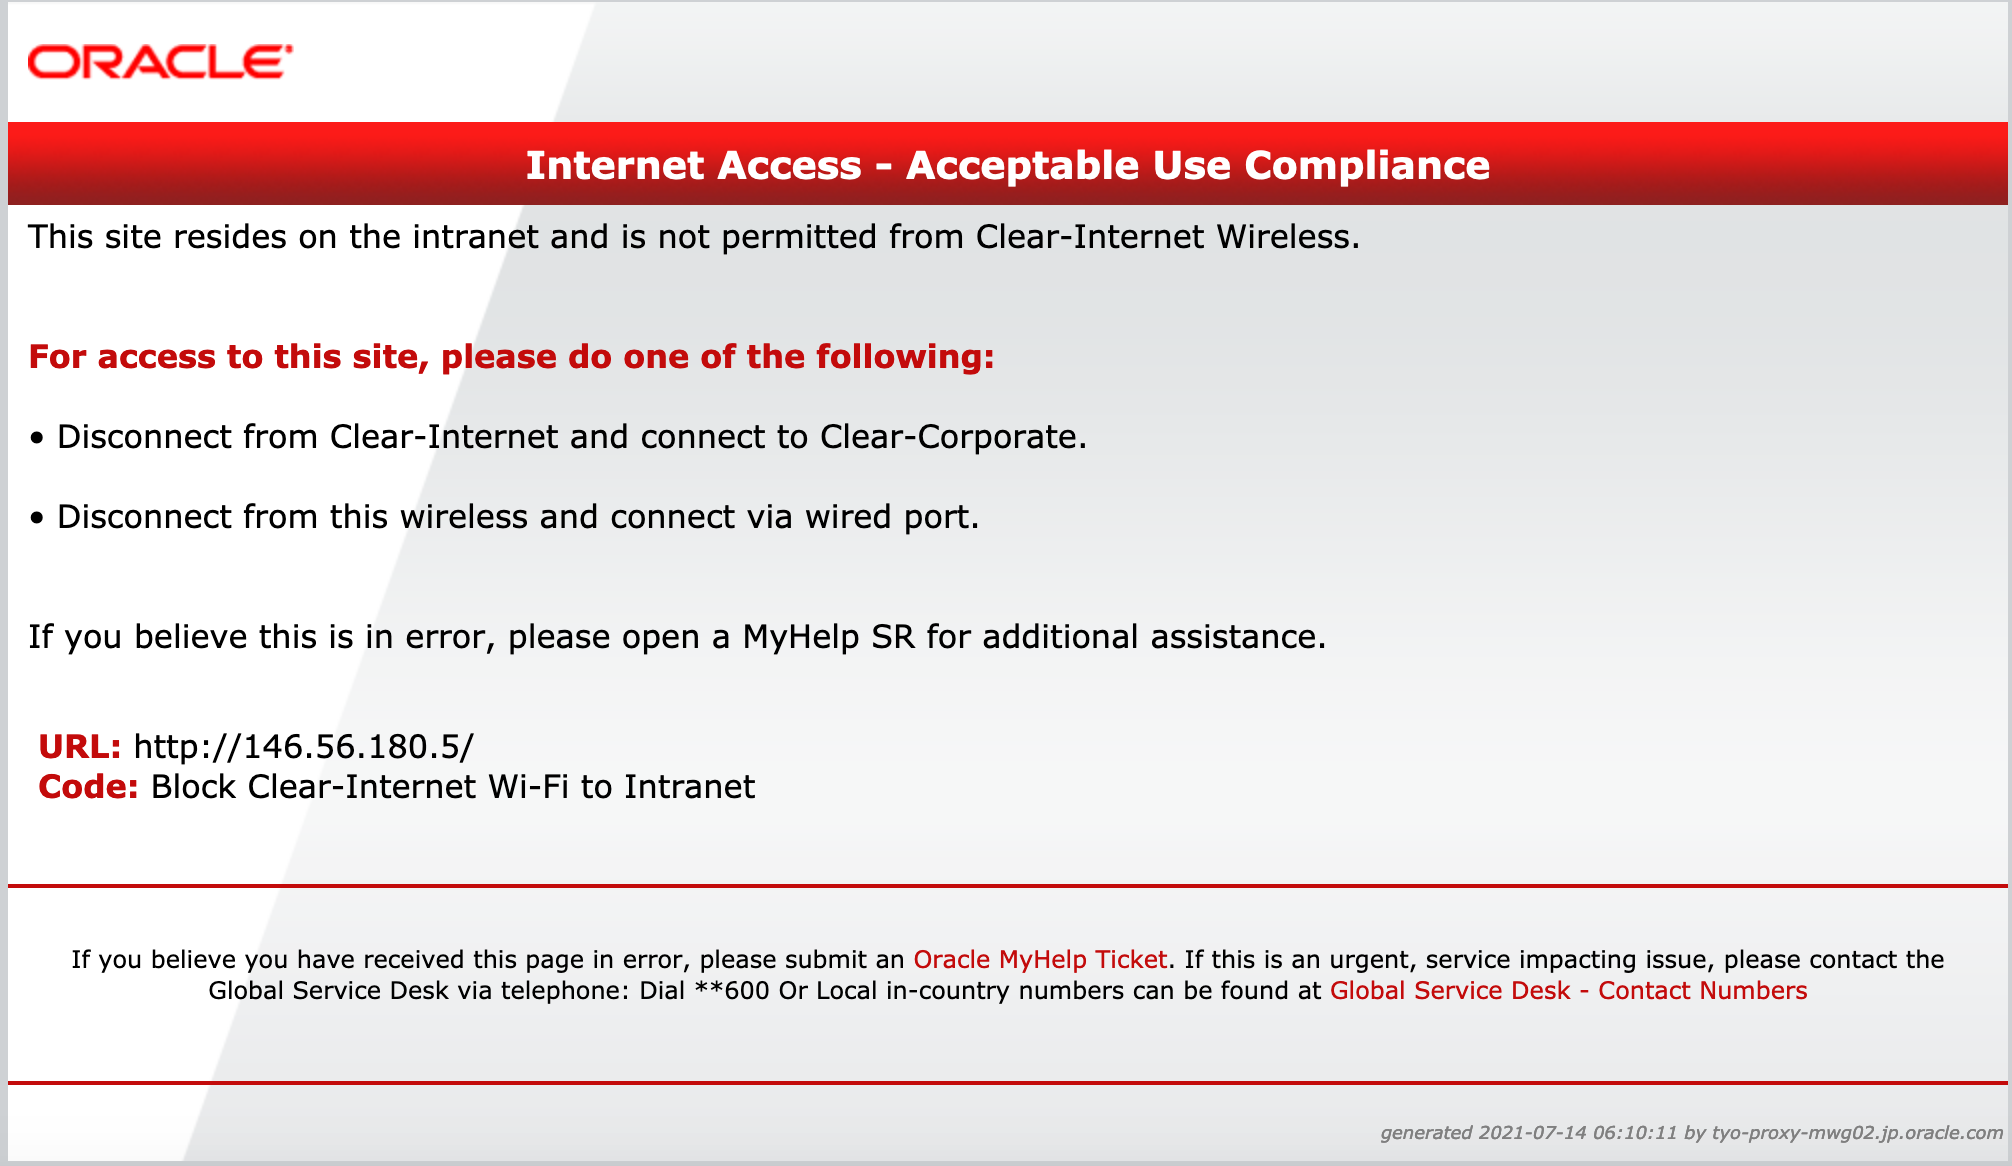 ORACLE
Internet Access - Acceptable Use Compliance
This site resides on the intranet and is not permitted from Clear-Internet Wireless.
For access to this site, please do one of the following:
• Disconnect from Clear-Internet and connect to Clear-Corporate.
• Disconnect from this wireless and connect via wired port.
If you believe this is in error, please open a MyHelp SR for additional assistance.
URL: http://146.56.180.5/
Code: Block Clear-Internet Wi-Fi to Intranet
If you believe you have received this page in error, please submit an Oracle MyHelp Ticket. If this is an urgent, service impacting issue, please contact the
Global Service Desk via telephone: Dial **600 Or Local in-country numbers can be found at Global Service Desk - Contact Numbers
generated 2021-07-14 06:10:11 by tyo-proxy-mwg02.jp.oracle.com